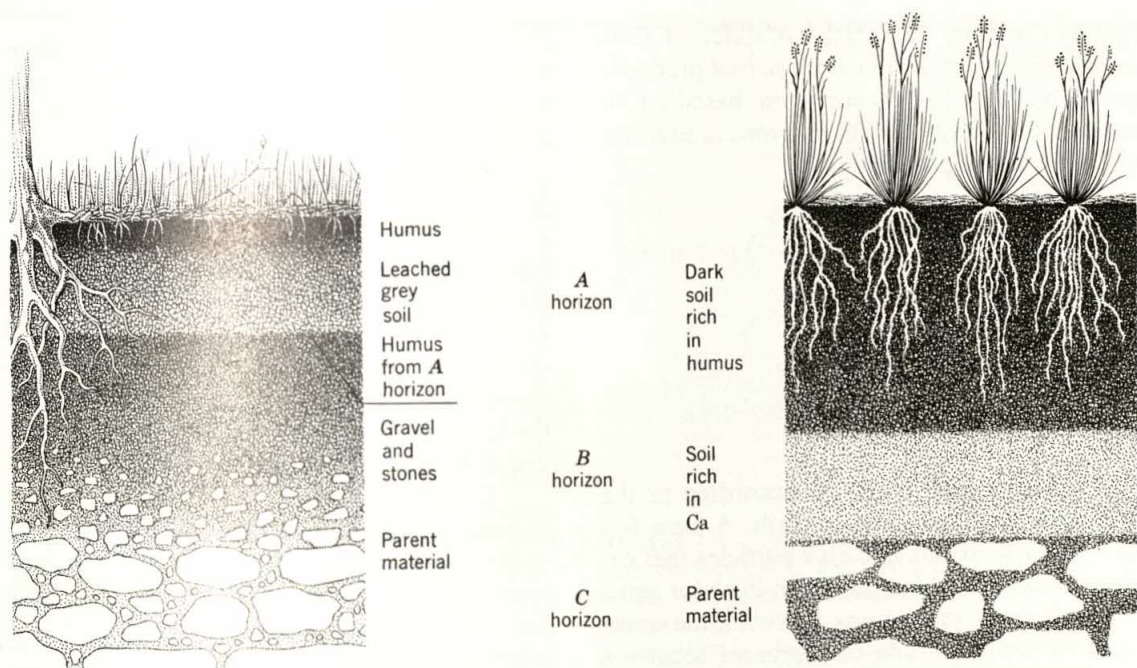 Humus
Leached
grey
soil
Humus
from A
horizon
Gravel
and
stones
Parent
material
A
horizon
B
horizon
C
horizon
Dark
soil
rich
in
humus
Soil
rich
in
Ca
Parent
material